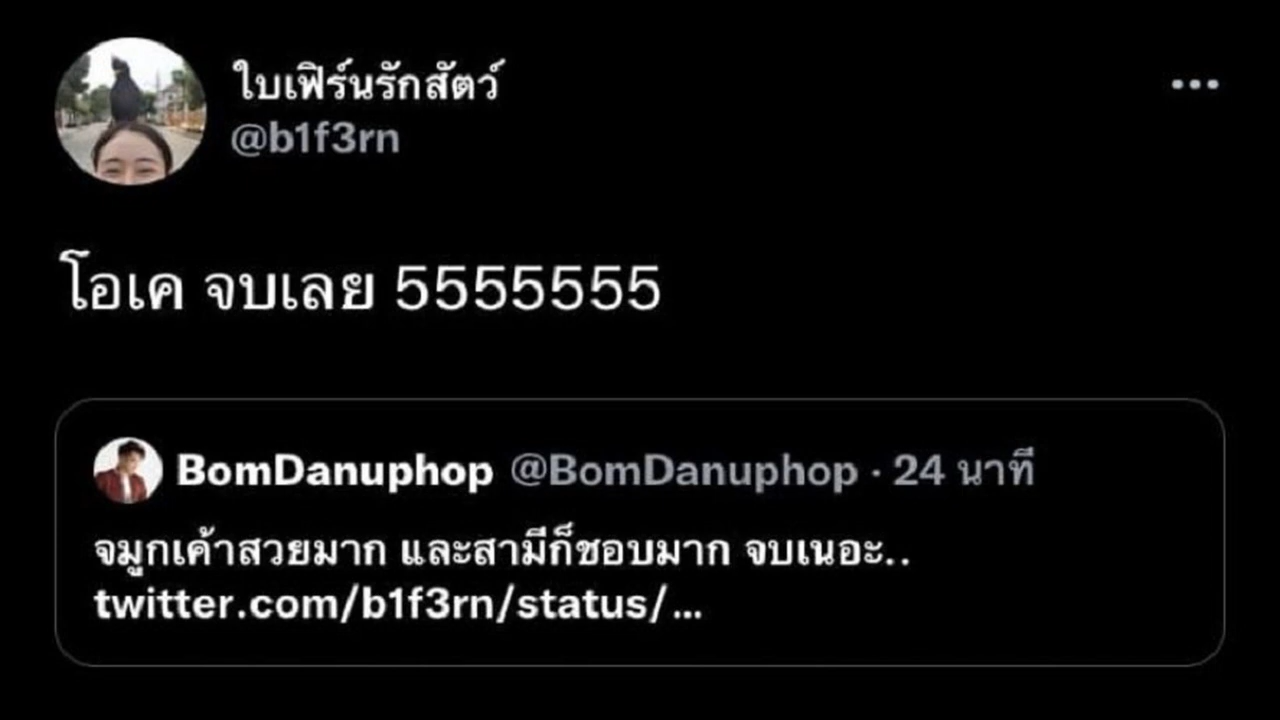 ใบเฟิร์นรักสัตว์
@b1f3rn
โอเค จบเลย 5555555
BomDanuphop @BomDanuphop · 24 นาที
จมูกเค้าสวยมาก และสามีก็ชอบมาก จบเนอะ..
twitter.com/b1f3rn/status/...